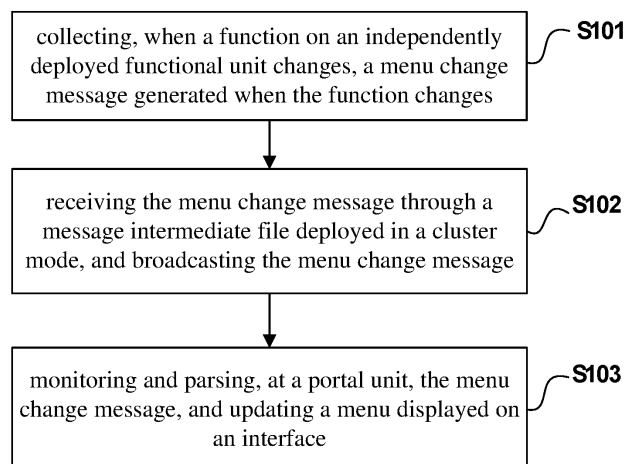 collecting, when a function on an independently
deployed functional unit changes, a menu change
message generated when the function changes
S101
receiving the menu change message through a
message intermediate file deployed in a cluster
mode, and broadcasting the menu change message
S102
monitoring and parsing, at a portal unit, the menu
change message, and updating a menu displayed on
an interface
S103